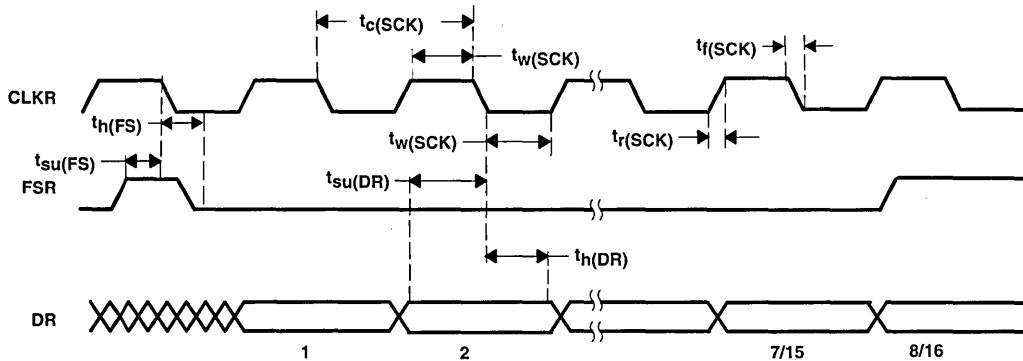 tc(SCK)
tw(SCK)
tf(SCK)
CLKR
th(FS)
tw(SCK)
tr(SCK)
tsu(FS)
tsu(DR)
FSR
th(DR)
DR
1 2 7/15 8/16